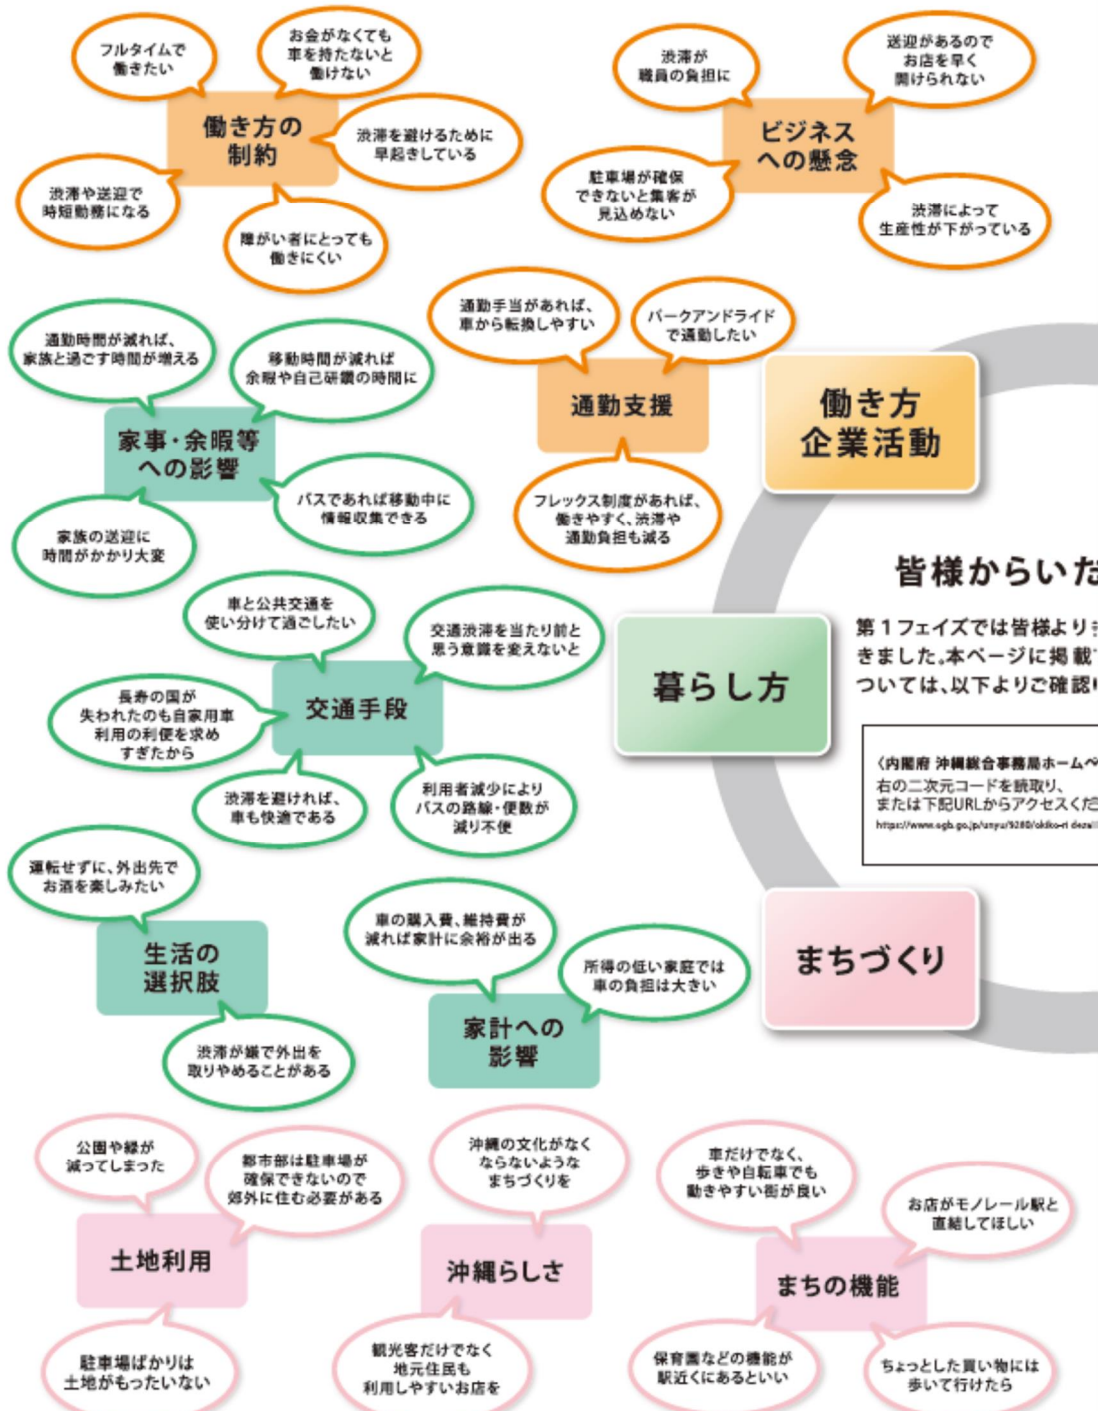 フルタイムで
働きたい
お金がなくても
車を持たないと
働けない
働き方の
制約
渋滞を避けるために
早起きしている
渋滞や送迎で
時短勤務になる
障がい者にとっても
働きにくい
渋滞が
職員の負担に
送迎があるので
お店を早く
開けられない
ビジネス
への懸念
駐車場が確保
できないと集客が
見込めない
渋滞によって
生産性が下がっている
通勤手当があれば、
車から転換しやすい
パークアンドライド
で通勤したい
通勤支援
フレックス制度があれば、
働きやすく、渋滞や
通勤負担も減る
働き方
企業活動
通勤時間が減れば、
家族と過ごす時間が増える
移動時間が減れば
余暇や自己研鑽の時間に
家事・余暇等
への影響
バスであれば移動中に
情報収集できる
家族の送迎に
時間がかかり大変
車と公共交通を
使い分けて過ごしたい
交通渋滞を当たり前と
思う意識を変えないと
交通手段
長寿の国が
失われたのも自家用車
利用の利便を求め
すぎたから
渋滞を避ければ、
車も快適である
利用者減少により
バスの路線・便数が
減り不便
暮らし方
皆様からいた
第1フェイズでは皆様より
きました。本ページに掲載
ついては、以下よりご確認
〈内閣府 沖縄総合事務局ホームペ
右の二次元コードを読取り、
または下記URLからアクセスくだ
運転せずに、外出先で
お酒を楽しみたい
生活の
選択肢
渋滞が嫌で外出を
取りやめることがある
車の購入費、維持費が
減れば家計に余裕が出る
所得の低い家庭では
車の負担は大きい
家計への
影響
まちづくり
公園や緑が
減ってしまった
都市部は駐車場が
確保できないので
郊外に住む必要がある
土地利用
駐車場ばかりは
土地がもったいない
沖縄の文化がなく
ならないような
まちづくりを
沖縄らしさ
観光客だけでなく
地元住民も
利用しやすいお店を
車だけでなく、
歩きや自転車でも
動きやすい街が良い
お店がモノレール駅と
直結してほしい
まちの機能
保育園などの機能が
駅近くにあるといい
ちょっとした買い物には
歩いて行けたら